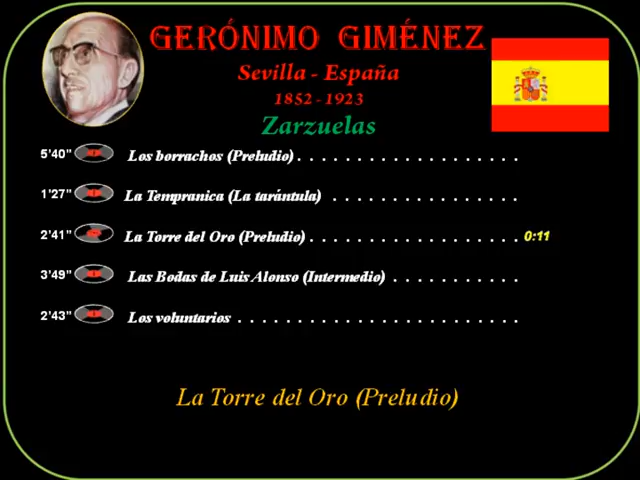 GERÓNIMO GIMÉNEZ
Sevilla - España
1852 - 1923
Zarzuelas
5'40" Los borrachos (Preludio) . . . . . . . . . . . . . . . . . . .
1'27" La Tempranica (La tarántula) . . . . . . . . . . . . . . . .
2'41" La Torre del Oro (Preludio) . . . . . . . . . . . . . . . . . . 0:11
3'49" Las Bodas de Luis Alonso (Intermedio) . . . . . . . . . . .
2'43" Los voluntarios . . . . . . . . . . . . . . . . . . . . . . . .
La Torre del Oro (Preludio)